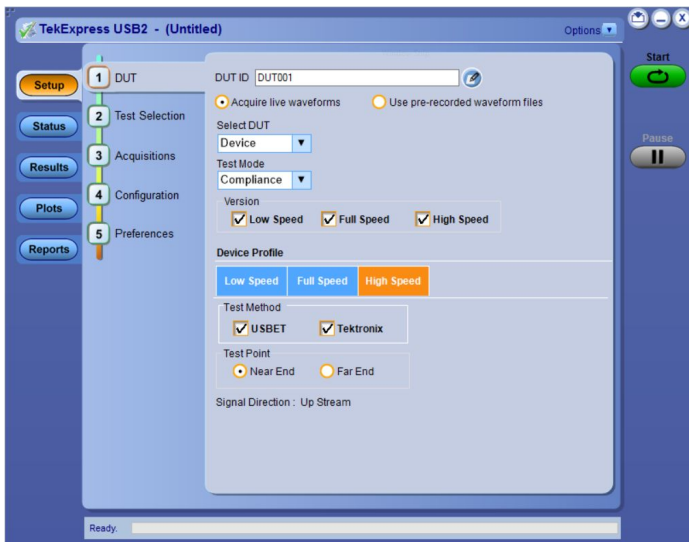 TekExpress USB2 - (Untitled)
Options
Start
Pause
Setup
Status
Results
Plots
Reports
1 DUT
2 Test Selection
3 Acquisitions
4 Configuration
5 Preferences
DUT ID DUT001
Acquire live waveforms Use pre-recorded waveform files
Select DUT
Device
Test Mode
Compliance
Version
Low Speed Full Speed High Speed
Device Profile
Low Speed Full Speed High Speed
Test Method
USBET Tektronix
Test Point
Near End Far End
Signal Direction : Up Stream
Ready.